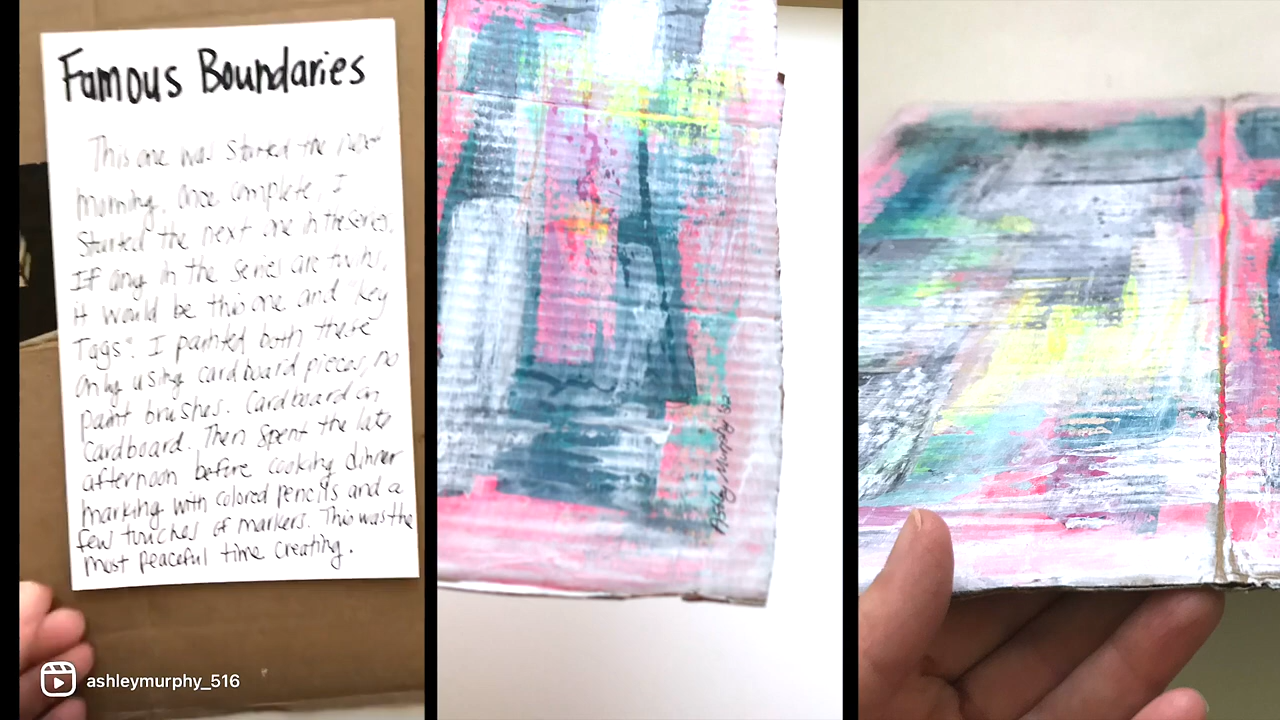 Famous Boundaries
This one was started the next
morning. Once complete, I
started the next one in the series.
If any in the series are twins,
it would be this one and "Key
Tags". I painted both these
only using cardboard pieces, no
paint brushes. Cardboard on
cardboard. Then spent the late
afternoon before cooking dinner
marking with colored pencils and a
few touches of markers. This was the
most peaceful time creating.
ashleymurphy_516
Ashley Murphy